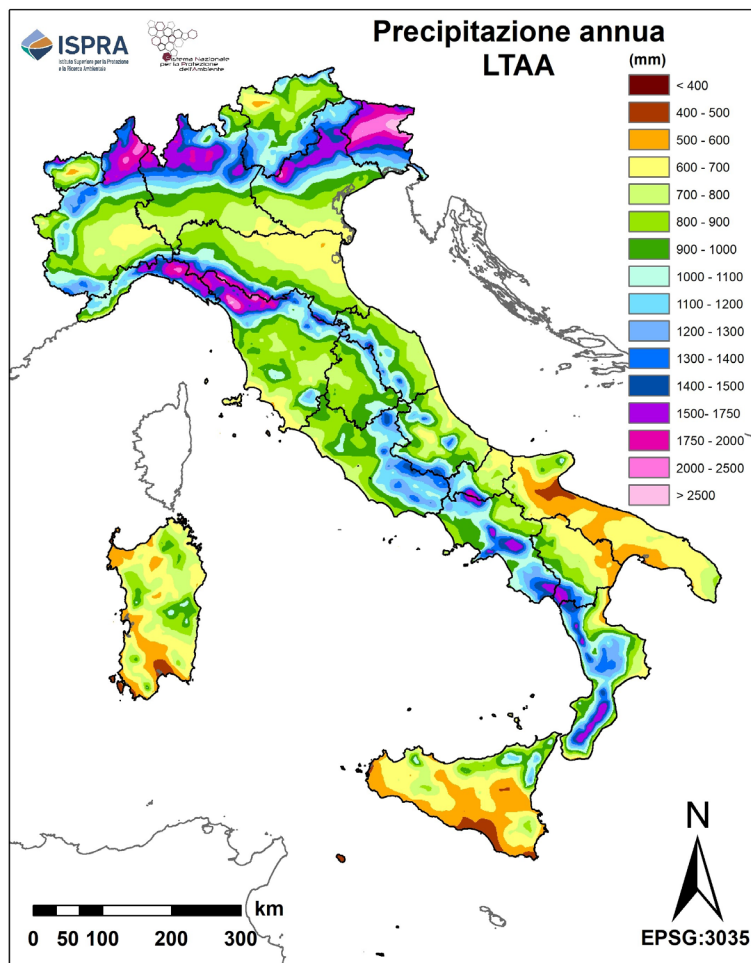 ISPRA
Istituto Superiore per la Protezione
e la Ricerca Ambientale
Sistema Nazionale
per la Protezione
dell'Ambiente
Precipitazione annua
LTAA
(mm)
< 400
400 - 500
500 - 600
600 - 700
700 - 800
800 - 900
900 - 1000
1000 - 1100
1100 - 1200
1200 - 1300
1300 - 1400
1400 - 1500
1500- 1750
1750 - 2000
2000 - 2500
> 2500
km
0 50 100 200 300
N
EPSG:3035